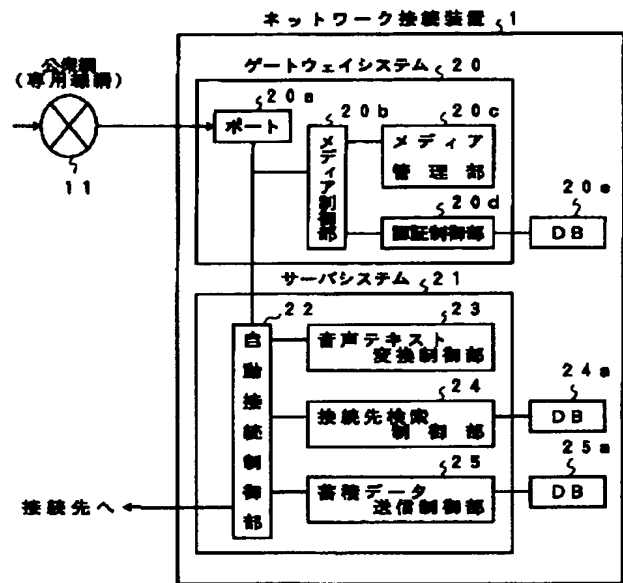 ネットワーク接続装置 1
公衆網
(専用線網)
11
ゲートウェイシステム 20
20a
ポート
20b
メディア制御部
20c
メディア
管理部
20d
認証制御部
20e
DB
サーバシステム 21
22
自動接続制御部
23
音声テキスト
変換制御部
24
接続先検索
制御部
24a
DB
25
蓄積データ
送信制御部
25a
DB
接続先へ